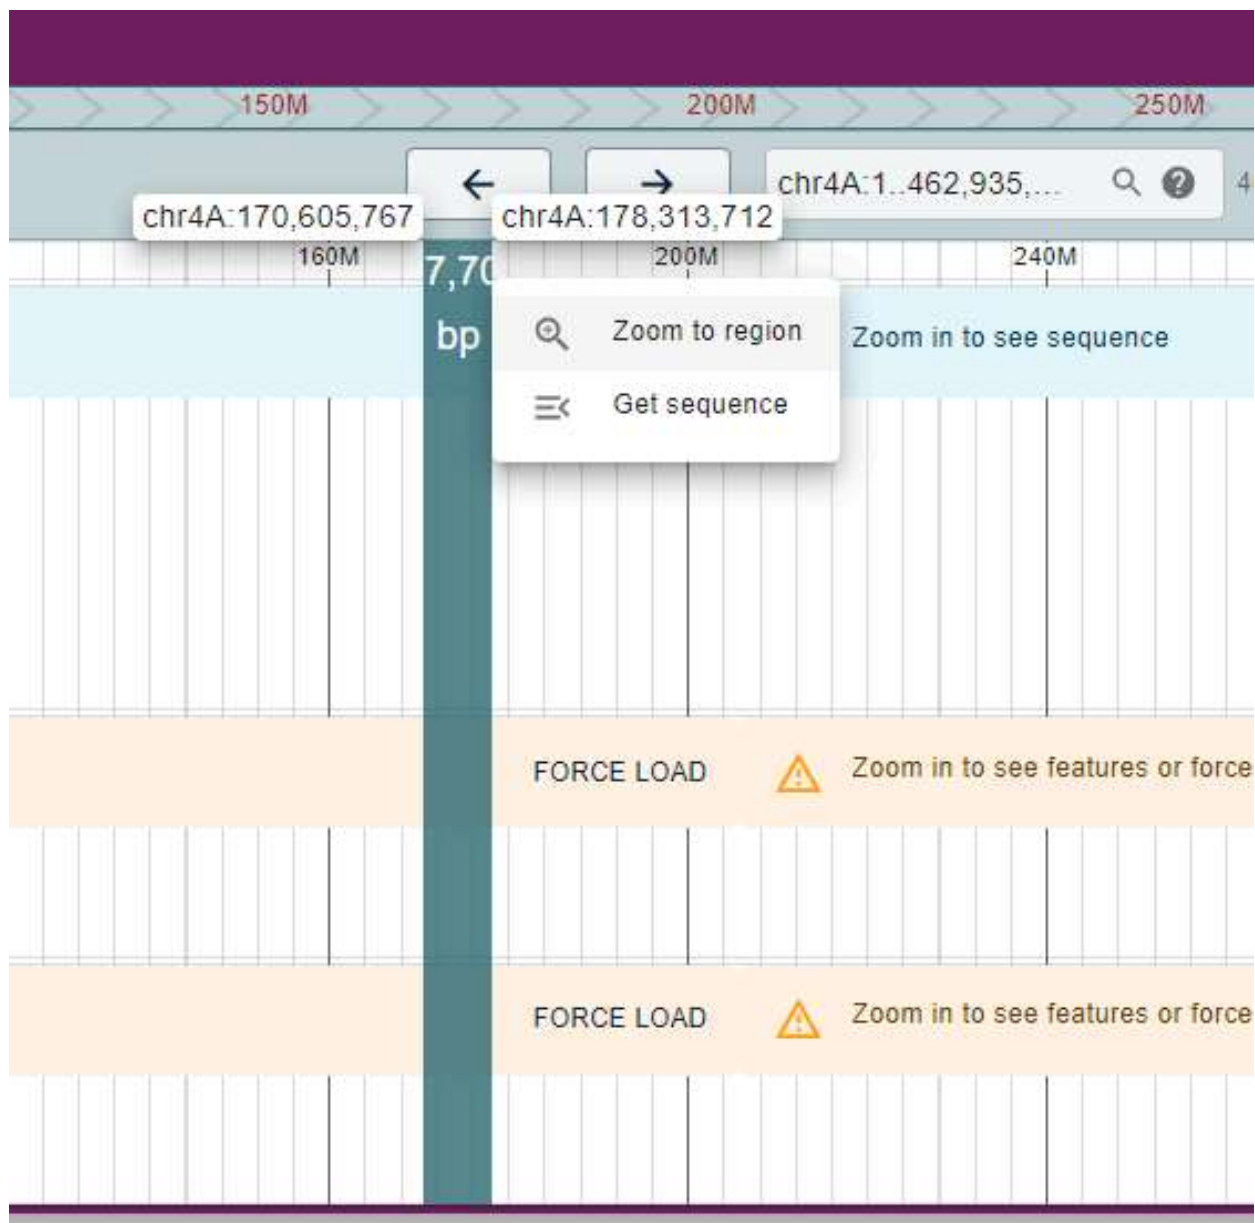 150M 200M 250M
chr4A:1..462,935,...
chr4A:170,605,767 chr4A:178,313,712
160M 200M 240M
7,70
bp
Zoom to region
Zoom in to see sequence
Get sequence
FORCE LOAD Zoom in to see features or force
FORCE LOAD Zoom in to see features or force